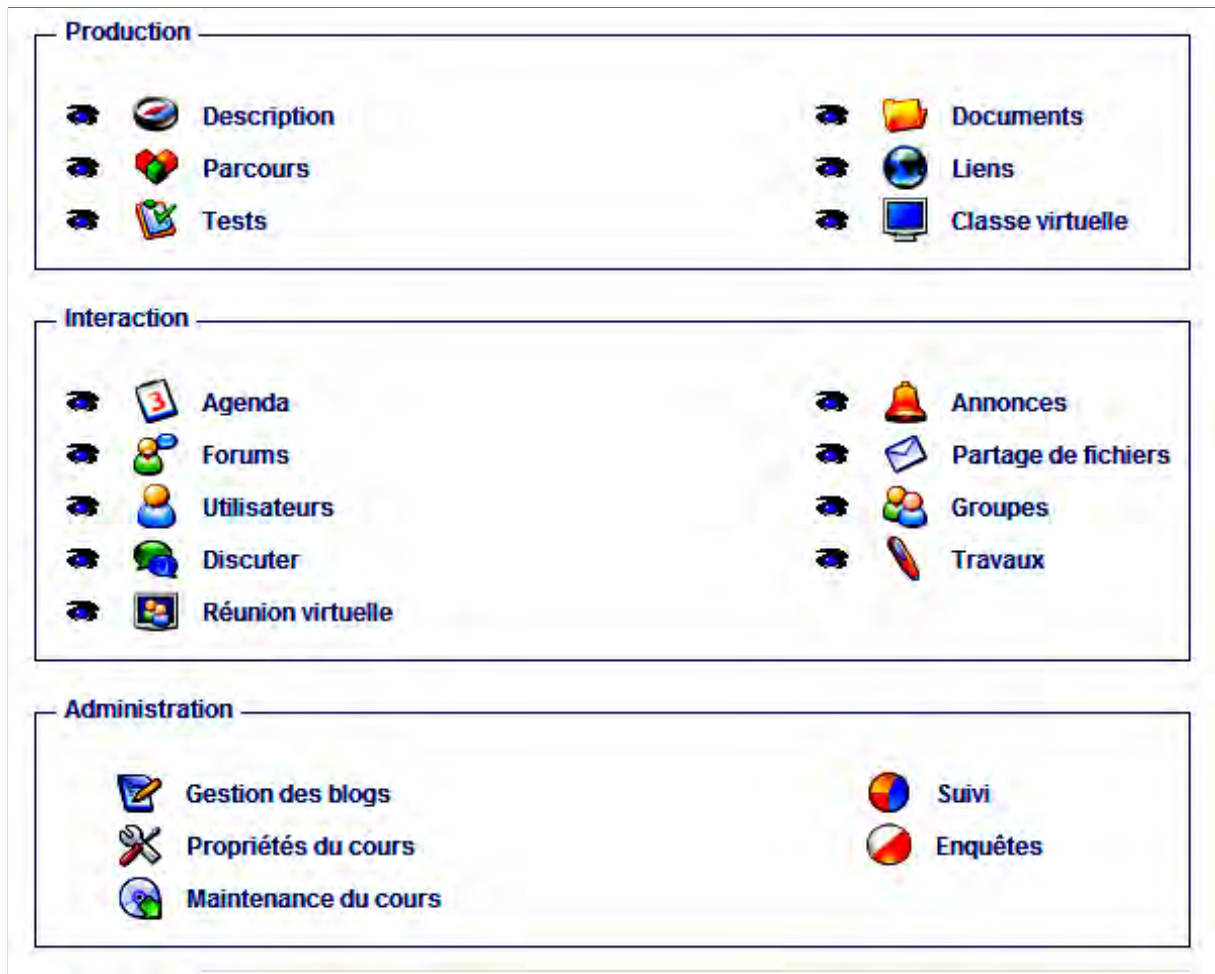 Production
Description Documents
Parcours Liens
Tests Classe virtuelle
Interaction
Agenda Annonces
Forums Partage de fichiers
Utilisateurs Groupes
Discuter Travaux
Réunion virtuelle
Administration
Gestion des blogs Suivi
Propriétés du cours Enquêtes
Maintenance du cours